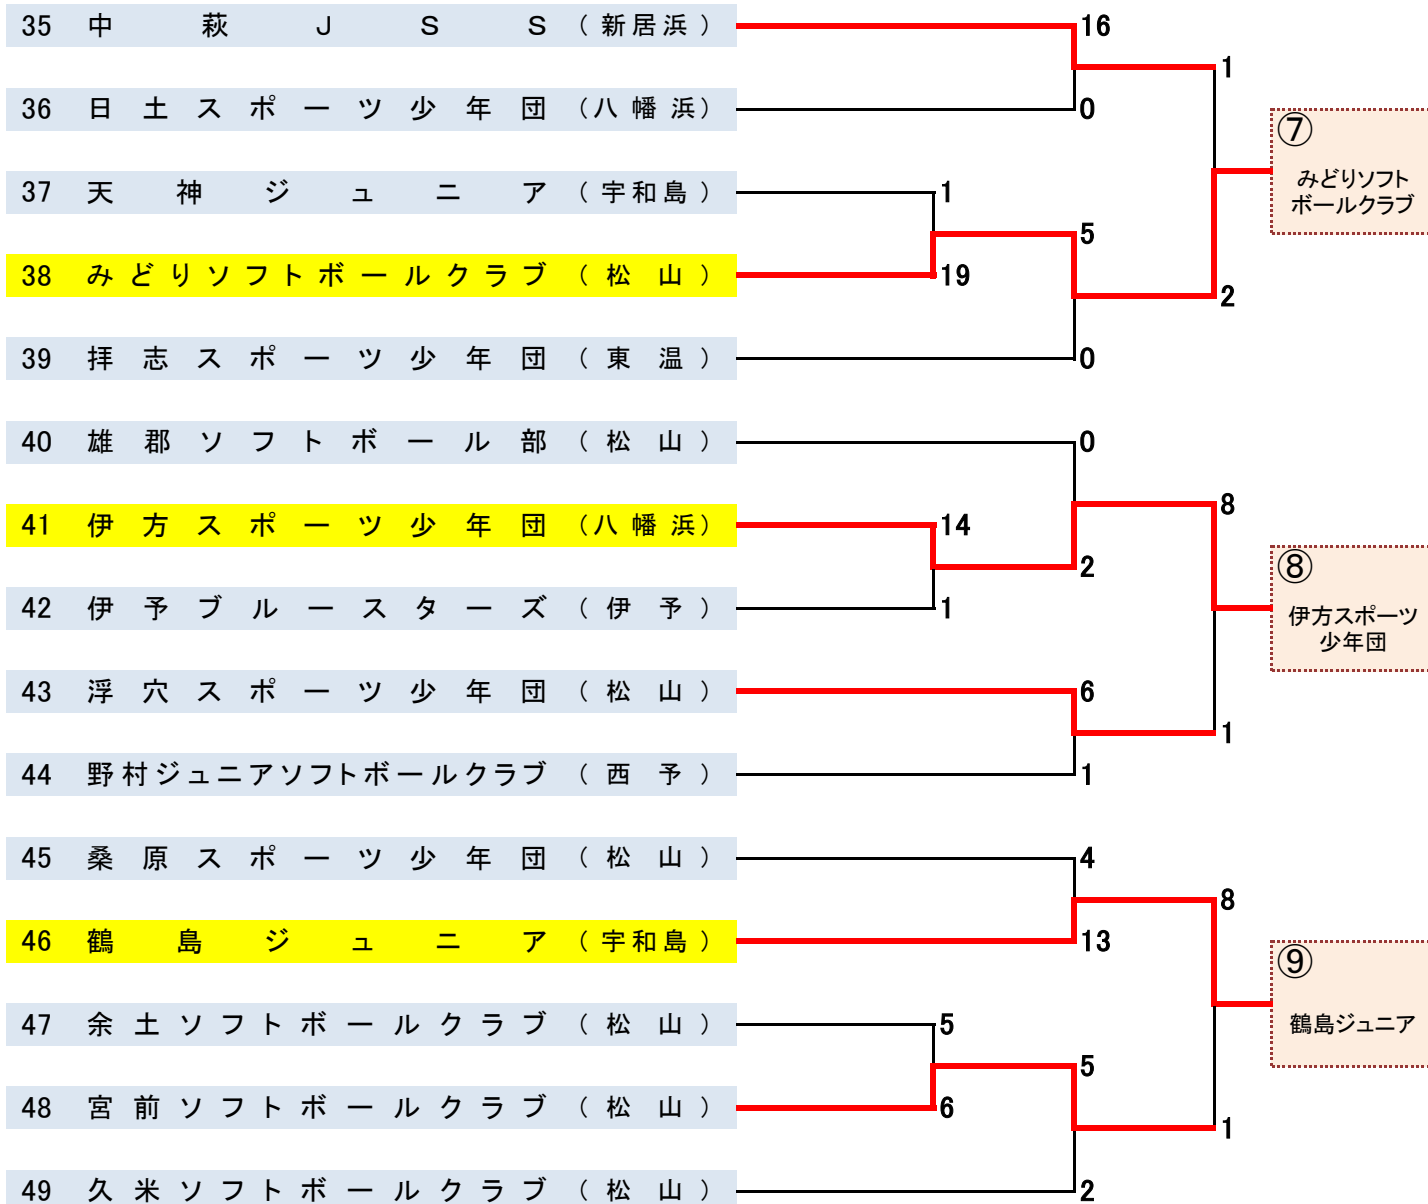 35 中萩JSS （新居浜） 16
1
36 日土スポーツ少年団 （八幡浜） 0
⑦
みどりソフト
ボールクラブ
37 天神ジュニア （宇和島） 1
5
38 みどりソフトボールクラブ （松山） 19
2
39 拝志スポーツ少年団 （東温） 0
40 雄郡ソフトボール部 （松山） 0
8
41 伊方スポーツ少年団 （八幡浜） 14
2
⑧
伊方スポーツ
少年団
42 伊予ブルースターズ （伊予） 1
43 浮穴スポーツ少年団 （松山） 6
1
44 野村ジュニアソフトボールクラブ （西予） 1
45 桑原スポーツ少年団 （松山） 4
8
46 鶴島ジュニア （宇和島） 13
⑨
鶴島ジュニア
47 余土ソフトボールクラブ （松山） 5
5
48 宮前ソフトボールクラブ （松山） 6
1
49 久米ソフトボールクラブ （松山） 2